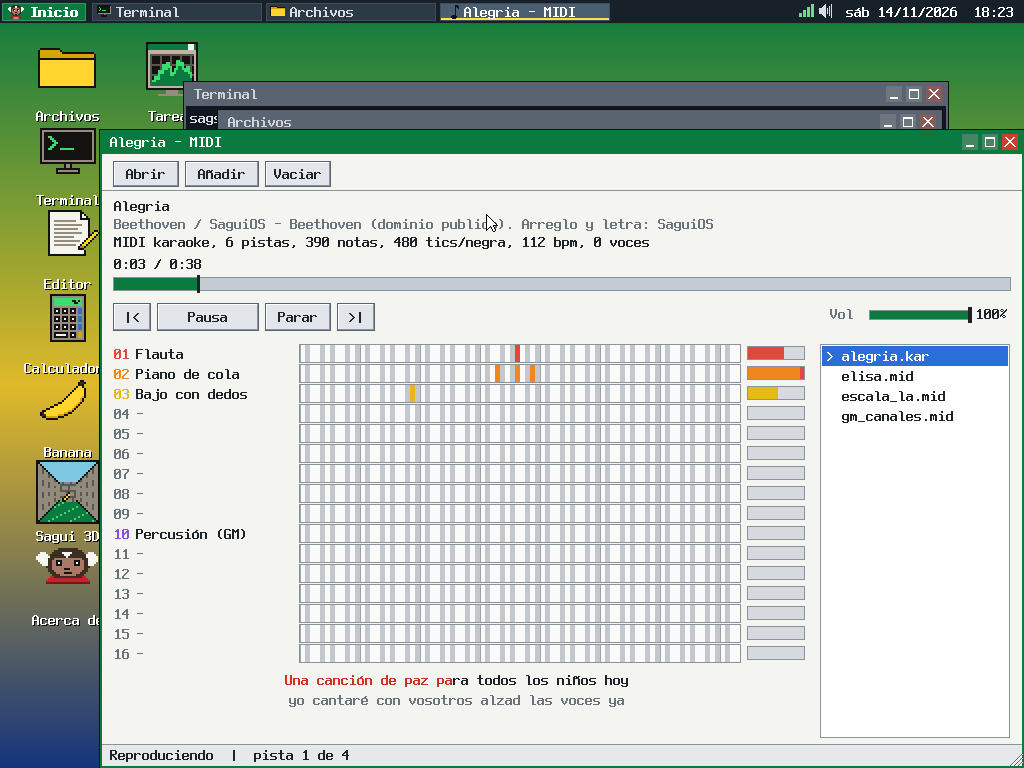 Inicio Terminal Archivos Alegria - MIDI sáb 14/11/2026 18:23
Archivos
Terminal
Editor
Calculador
Banana
Sagui 3D
Acerca de
Terminal
Archivos
Alegria - MIDI
Abrir Añadir Vaciar
Alegria
Beethoven / SaguiOS - Beethoven (dominio publico). Arreglo y letra: SaguiOS
MIDI karaoke, 6 pistas, 390 notas, 480 tics/negra, 112 bpm, 0 voces
0:03 / 0:38
|< Pausa Parar >| Vol 100%
01 Flauta
02 Piano de cola
03 Bajo con dedos
04 -
05 -
06 -
07 -
08 -
09 -
10 Percusión (GM)
11 -
12 -
13 -
14 -
15 -
16 -
> alegria.kar
elisa.mid
escala_la.mid
gm_canales.mid
Una canción de paz para todos los niños hoy
yo cantaré con vosotros alzad las voces ya
Reproduciendo | pista 1 de 4